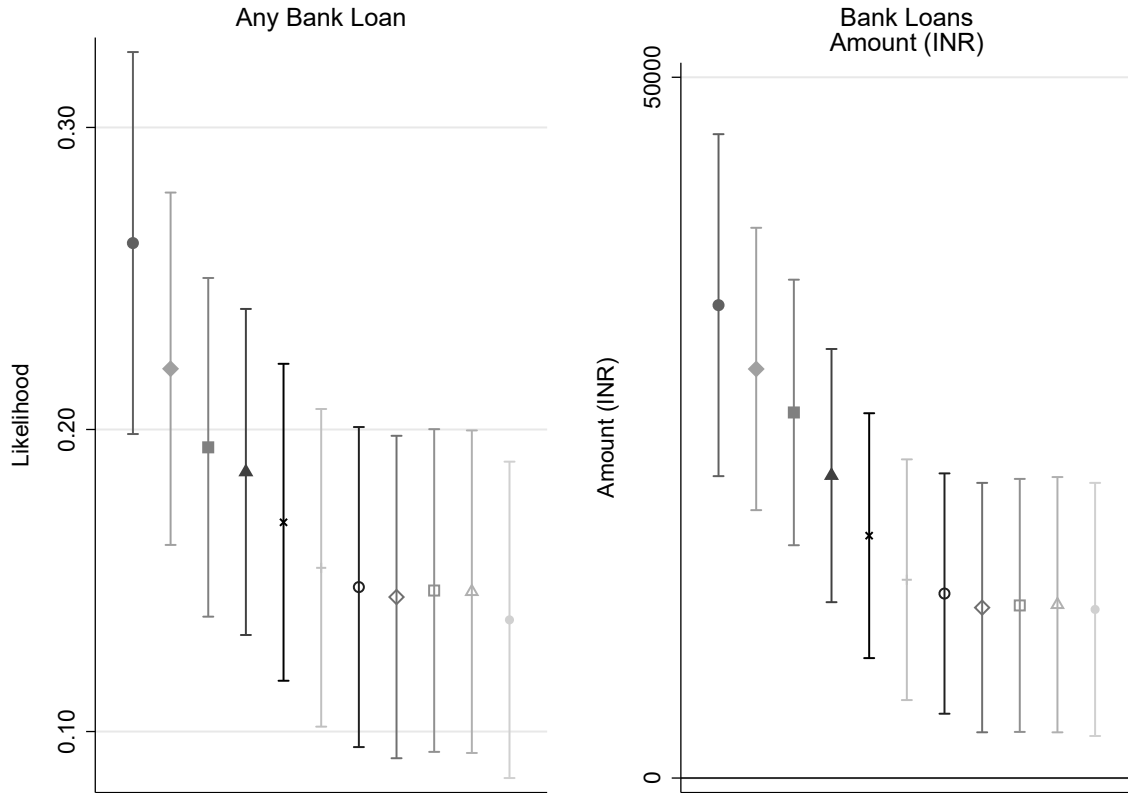 Any Bank Loan
Likelihood
0.30
0.20
0.10
Bank Loans
Amount (INR)
Amount (INR)
50000
0